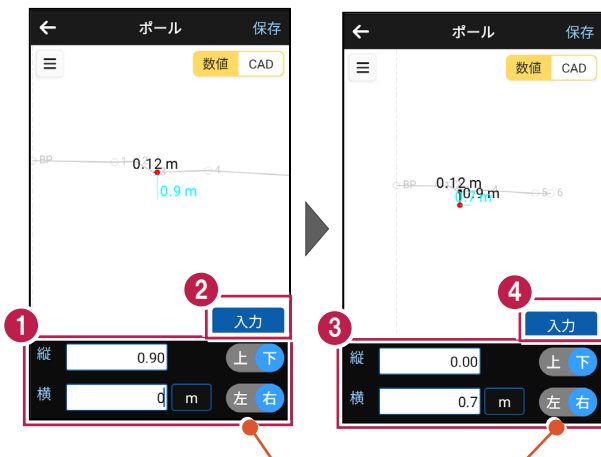 ポール 保存
数値 CAD
BP 1 2 3 4
0.12 m
0.9 m
2
入力
1
縦 0.90 上 下
横 0 m 左 右
ポール 保存
数値 CAD
BP 4 5 6
0.12 m
0.9 m
0.7 m
4
入力
3
縦 0.00 上 下
横 0.7 m 左 右